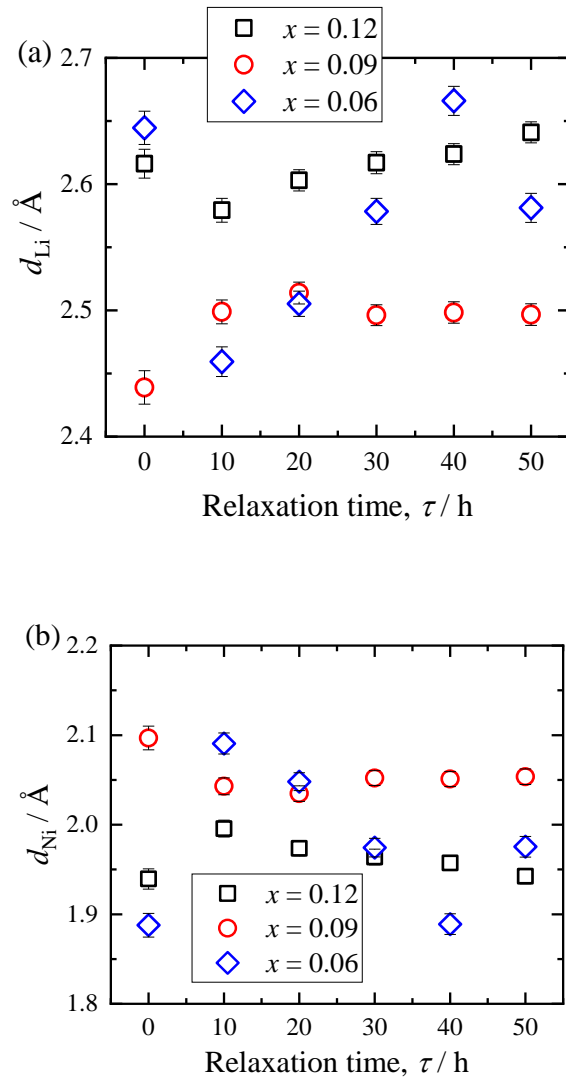 (a)
x = 0.12
x = 0.09
x = 0.06
2.7
2.6
2.5
2.4
d_Li / Å
0 10 20 30 40 50
Relaxation time, τ / h
(b)
2.2
2.1
2.0
1.9
1.8
d_Ni / Å
x = 0.12
x = 0.09
x = 0.06
0 10 20 30 40 50
Relaxation time, τ / h